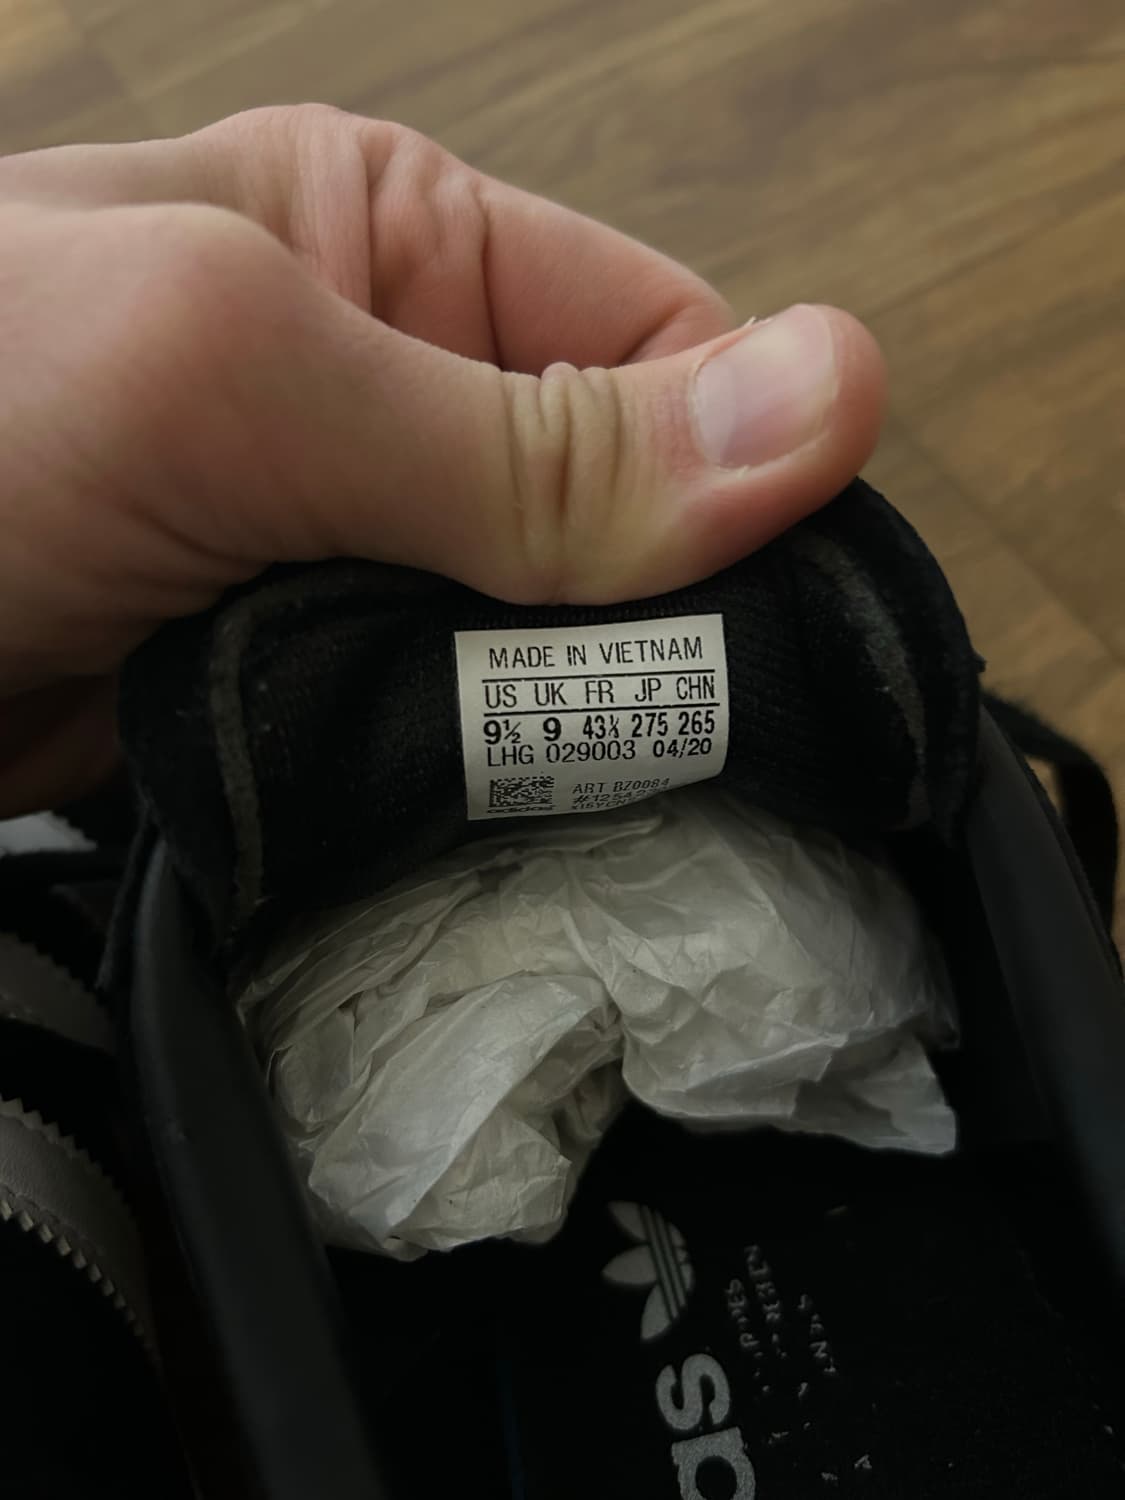 MADE IN VIETNAM
US UK FR JP CHN
9½ 9 43⅓ 275 265
LHG 029003 04/20
ART BZ0084
adidas